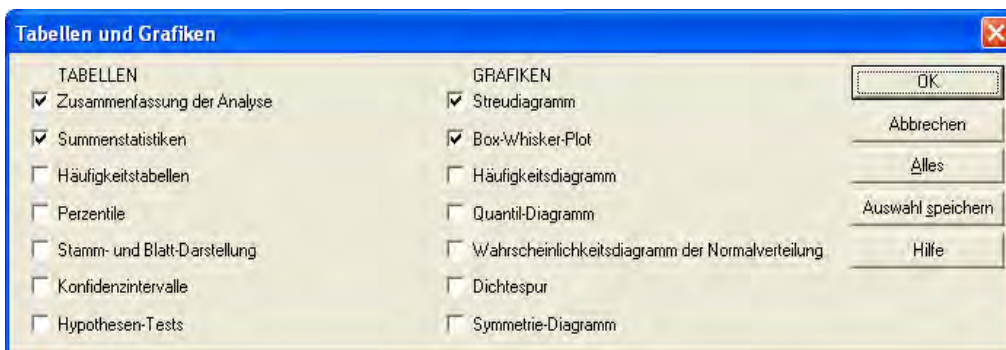 Tabellen und Grafiken
TABELLEN
Zusammenfassung der Analyse
Summenstatistiken
Häufigkeitstabellen
Perzentile
Stamm- und Blatt-Darstellung
Konfidenzintervalle
Hypothesen-Tests
GRAFIKEN
Streudiagramm
Box-Whisker-Plot
Häufigkeitsdiagramm
Quantil-Diagramm
Wahrscheinlichkeitsdiagramm der Normalverteilung
Dichtespur
Symmetrie-Diagramm
OK
Abbrechen
Alles
Auswahl speichern
Hilfe